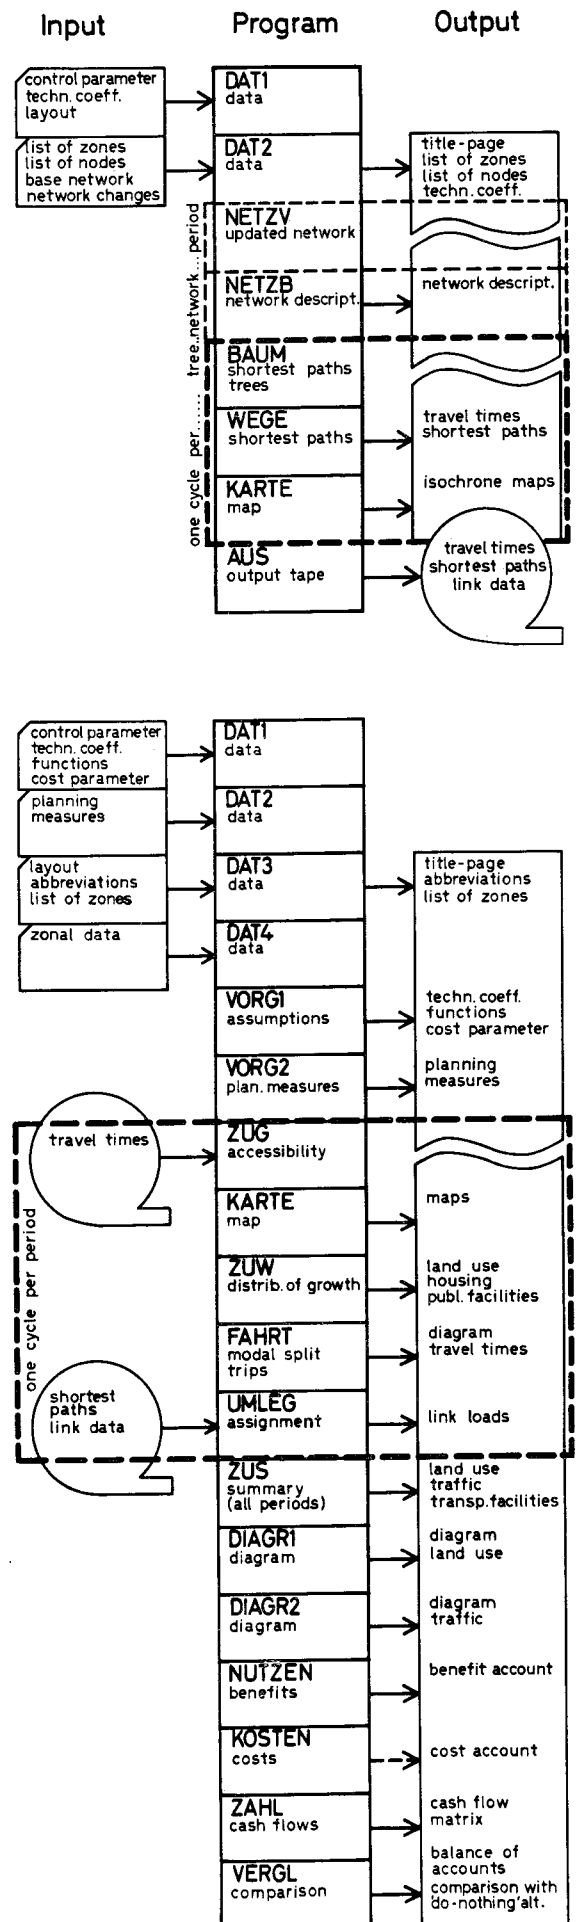 Input
Program
Output
control parameter
techn. coeff.
layout
list of zones
list of nodes
base network
network changes
DAT1
data
DAT2
data
title-page
list of zones
list of nodes
techn. coeff.
one cycle per....... tree..network...period
NETZV
updated network
NETZB
network descript.
network descript.
BAUM
shortest paths
trees
WEGE
shortest paths
travel times
shortest paths
KARTE
map
isochrone maps
AUS
output tape
travel times
shortest paths
link data
control parameter
techn. coeff.
functions
cost parameter
planning
measures
layout
abbreviations
list of zones
zonal data
DAT1
data
DAT2
data
DAT3
data
title-page
abbreviations
list of zones
DAT4
data
VORG1
assumptions
techn. coeff.
functions
cost parameter
VORG2
plan. measures
planning
measures
one cycle per period
travel times
ZUG
accessibility
KARTE
map
maps
ZUW
distrib. of growth
land use
housing
publ. facilities
FAHRT
modal split
trips
diagram
travel times
shortest
paths
link data
UMLEG
assignment
link loads
ZUS
summary
(all periods)
land use
traffic
transp. facilities
DIAGR1
diagram
diagram
land use
DIAGR2
diagram
diagram
traffic
NUTZEN
benefits
benefit account
KOSTEN
costs
cost account
ZAHL
cash flows
cash flow
matrix
VERGL
comparison
balance of
accounts
comparison with
'do-nothing' alt.